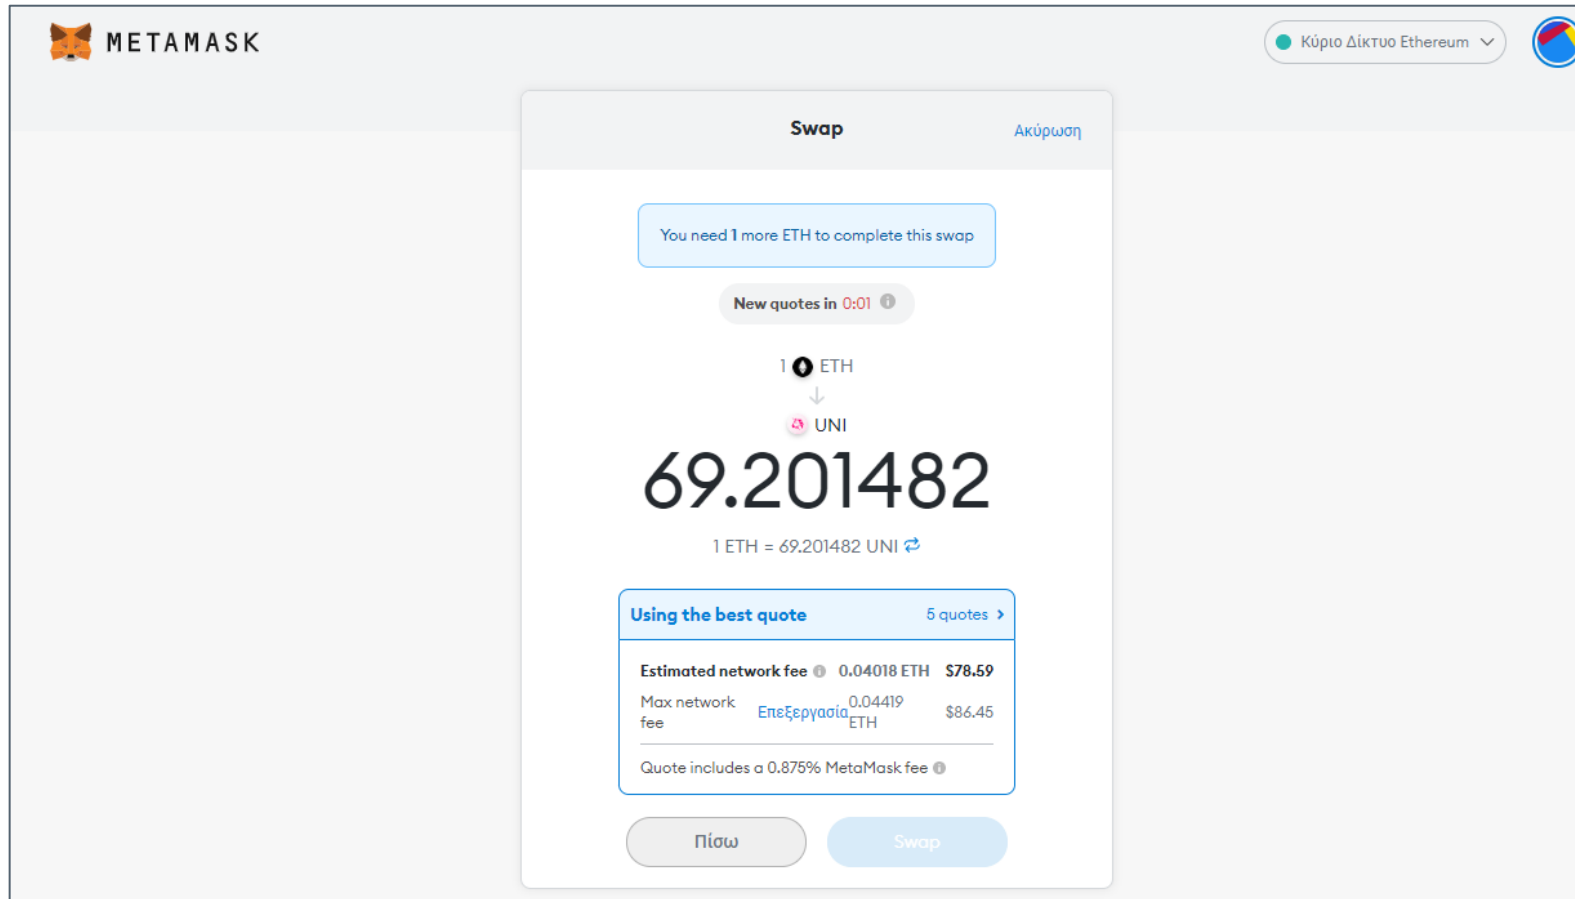 METAMASK
Κύριο Δίκτυο Ethereum
Swap
Ακύρωση
You need 1 more ETH to complete this swap
New quotes in 0:01
1 ETH
UNI
69.201482
1 ETH = 69.201482 UNI
Using the best quote
5 quotes >
Estimated network fee 0.04018 ETH $78.59
Max network fee Επεξεργασία 0.04419 ETH $86.45
Quote includes a 0.875% MetaMask fee
Πίσω
Swap